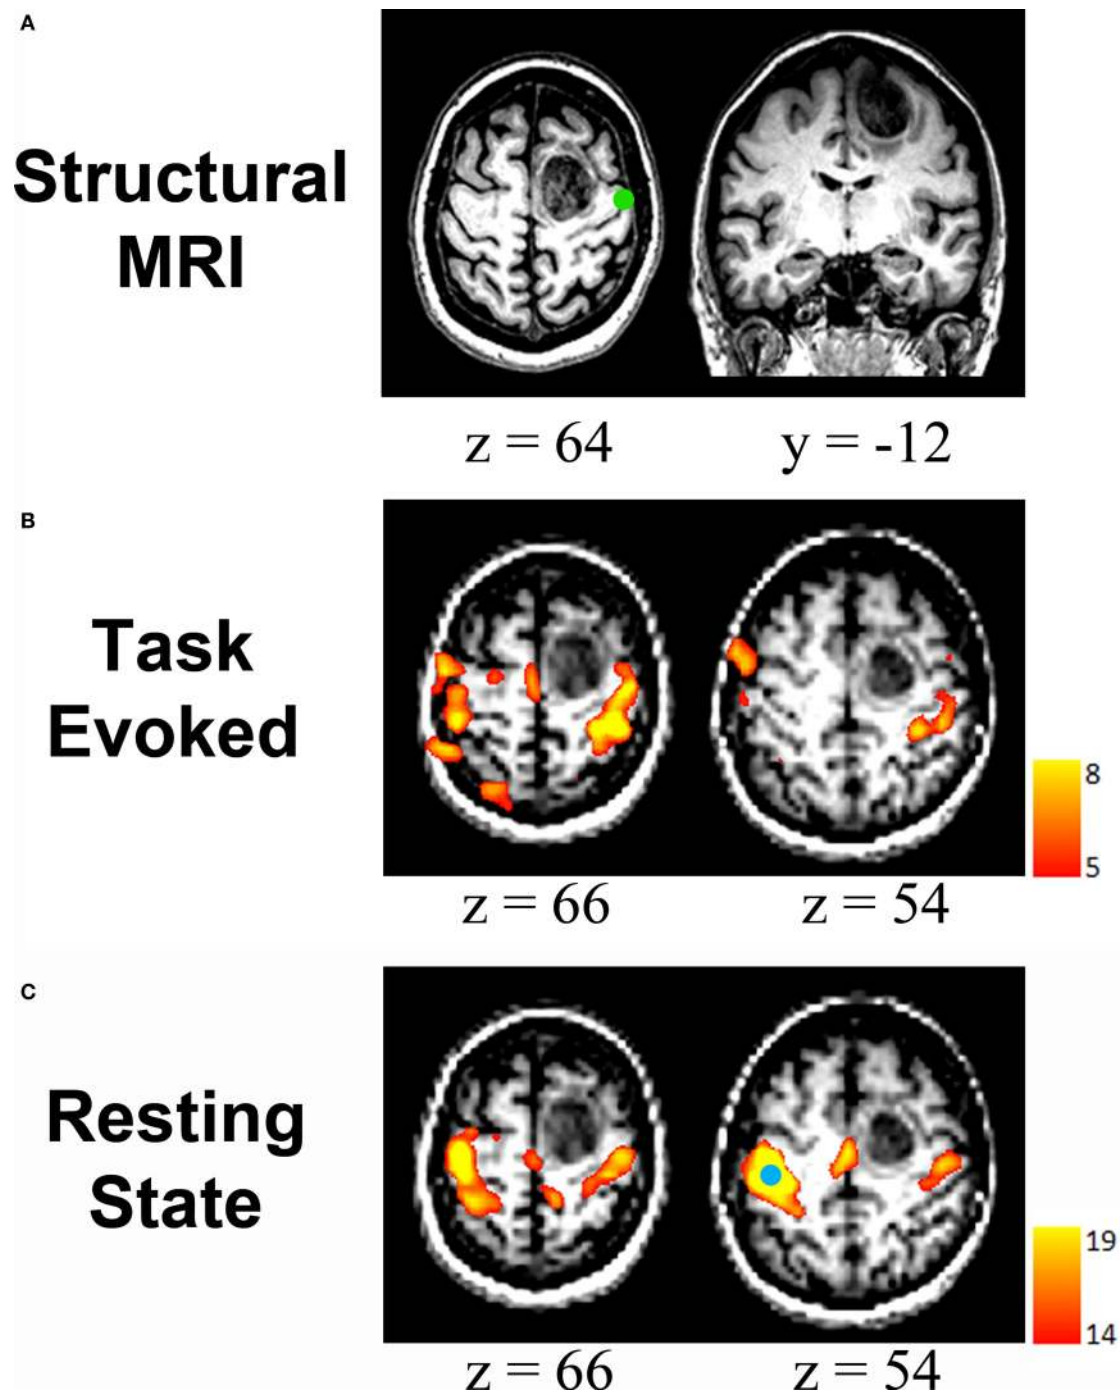 A
Structural
MRI
z = 64
y = -12
B
Task
Evoked
8
5
z = 66
z = 54
C
Resting
State
19
14
z = 66
z = 54